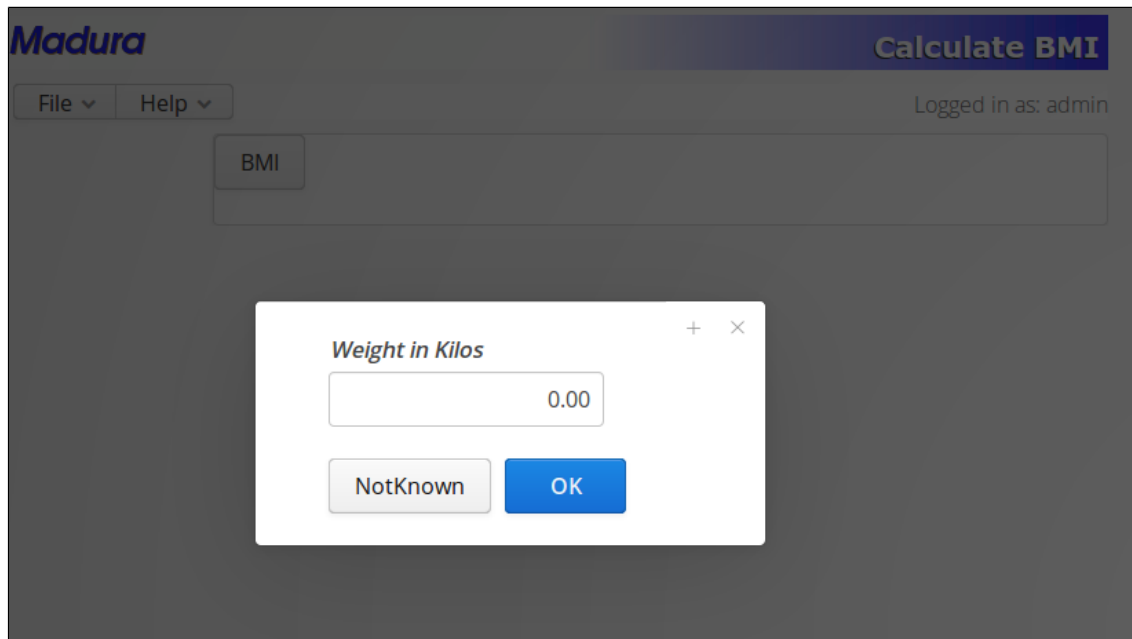 Madura
Calculate BMI
File Help
Logged in as: admin
BMI
Weight in Kilos
0.00
NotKnown OK